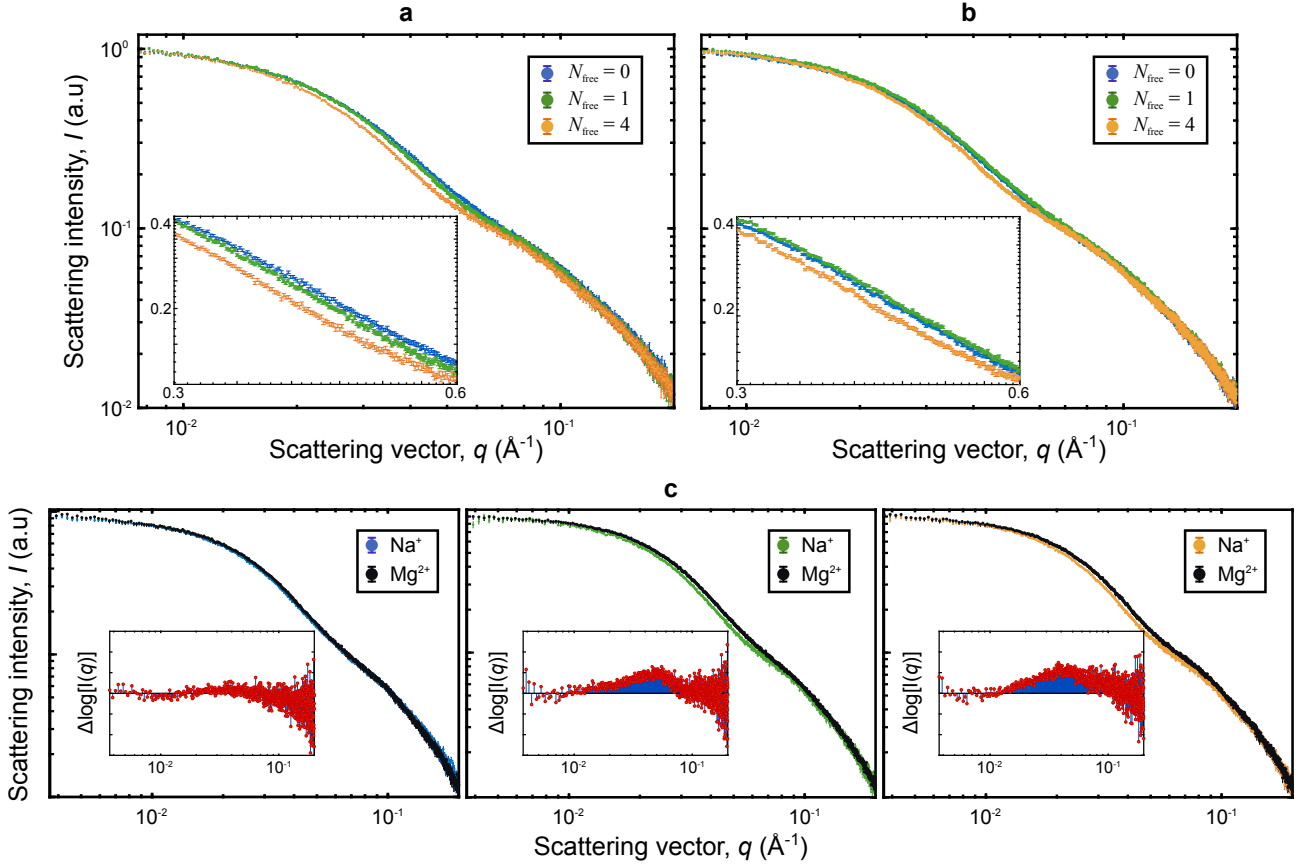 a
b
10⁰
10⁻¹
10⁻²
Scattering intensity, I (a.u)
N_free = 0
N_free = 1
N_free = 4
0.4
0.2
0.3
0.6
10⁻²
10⁻¹
Scattering vector, q (Å⁻¹)
N_free = 0
N_free = 1
N_free = 4
0.4
0.2
0.3
0.6
10⁻²
10⁻¹
Scattering vector, q (Å⁻¹)
c
Scattering intensity, I (a.u)
Na⁺
Mg²⁺
Δlog[I(q)]
10⁻²
10⁻¹
10⁻²
10⁻¹
Na⁺
Mg²⁺
Δlog[I(q)]
10⁻²
10⁻¹
10⁻²
10⁻¹
Na⁺
Mg²⁺
Δlog[I(q)]
10⁻²
10⁻¹
10⁻²
10⁻¹
Scattering vector, q (Å⁻¹)